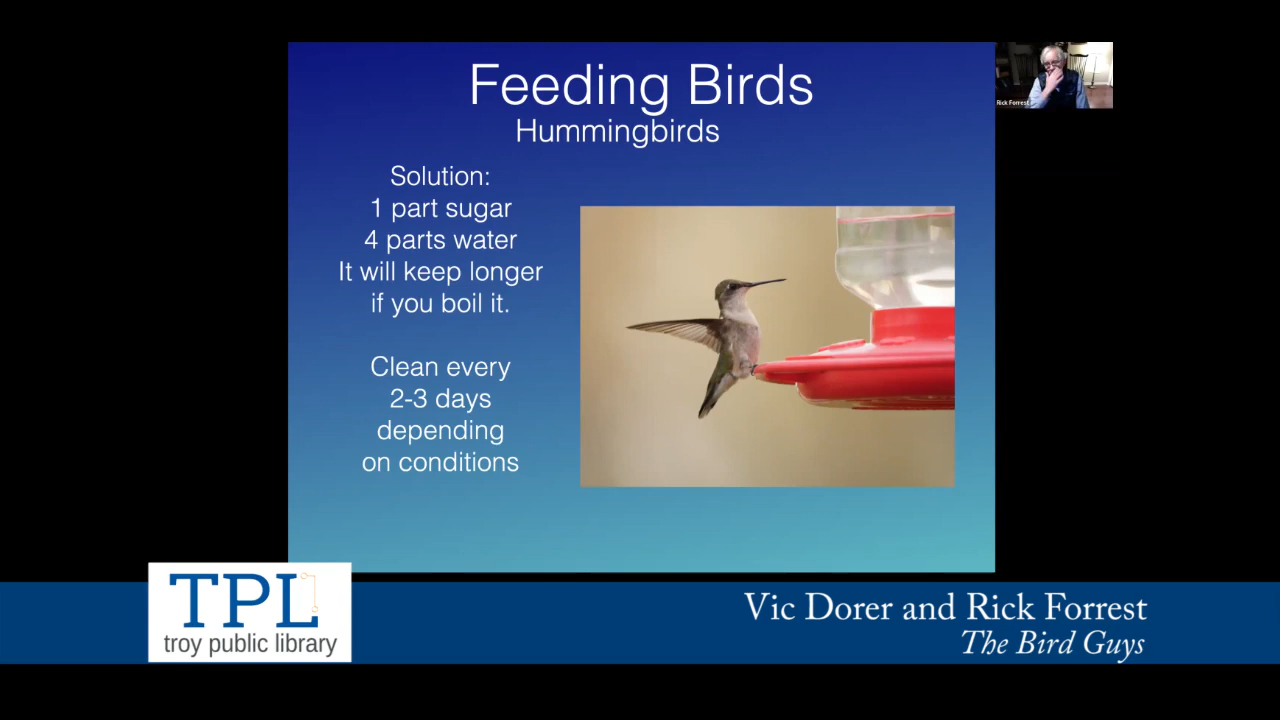 Feeding Birds
Hummingbirds
Solution:
1 part sugar
4 parts water
It will keep longer
if you boil it.
Clean every
2-3 days
depending
on conditions
Rick Forrest
TPL
troy public library
Vic Dorer and Rick Forrest
The Bird Guys